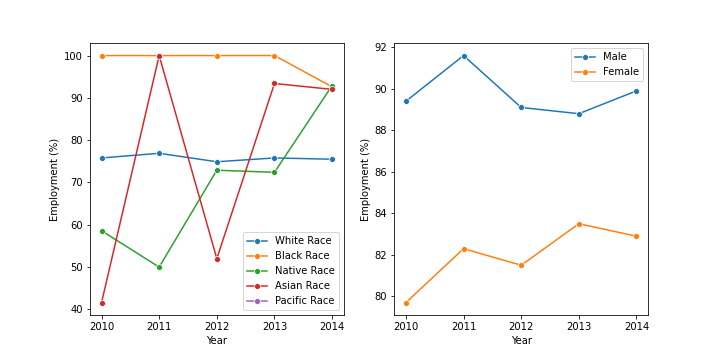 Employment (%)
100
90
80
70
60
50
40
White Race
Black Race
Native Race
Asian Race
Pacific Race
2010 2011 2012 2013 2014
Year
Employment (%)
92
90
88
86
84
82
80
Male
Female
2010 2011 2012 2013 2014
Year